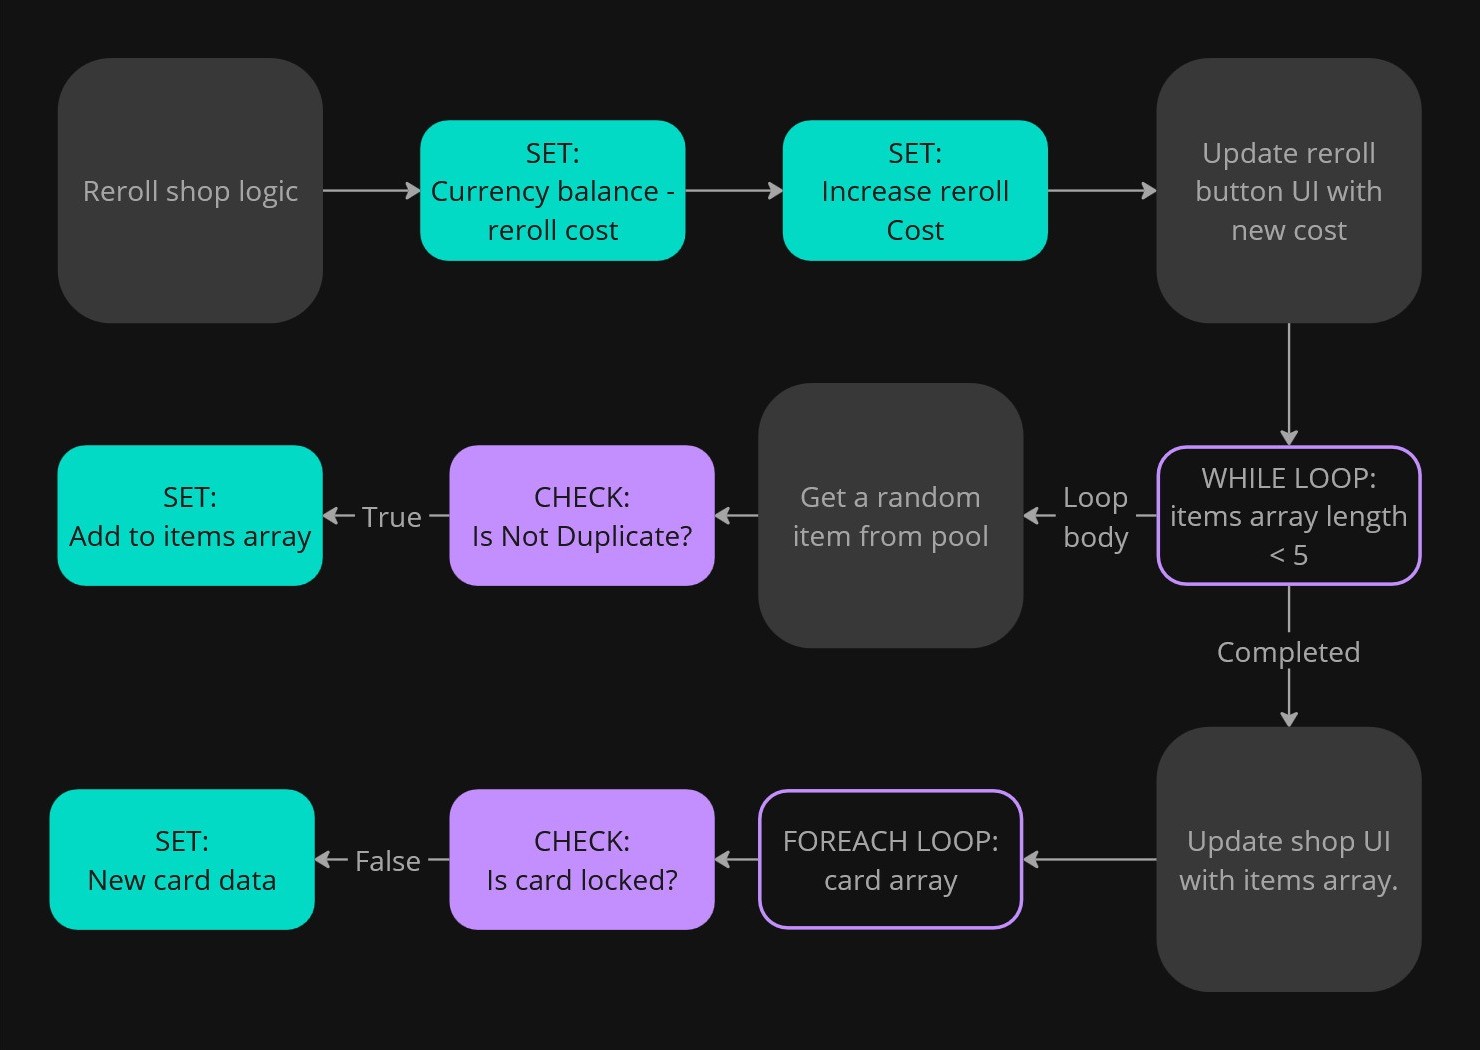 Reroll shop logic
SET:
Currency balance -
reroll cost
SET:
Increase reroll
Cost
Update reroll
button UI with
new cost
WHILE LOOP:
items array length
< 5
Loop
body
Get a random
item from pool
CHECK:
Is Not Duplicate?
True
SET:
Add to items array
Completed
Update shop UI
with items array.
FOREACH LOOP:
card array
CHECK:
Is card locked?
False
SET:
New card data